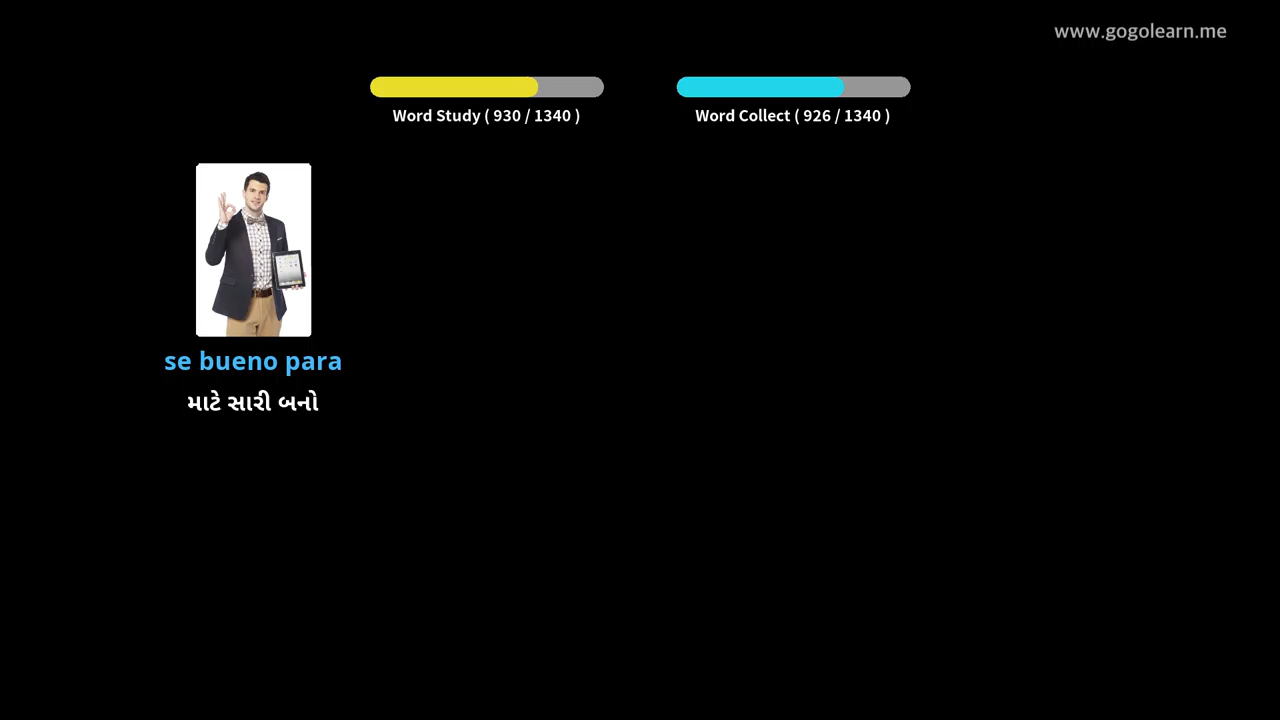 www.gogolearn.me
Word Study ( 930 / 1340 )
Word Collect ( 926 / 1340 )
se bueno para
માટે સારી બનો